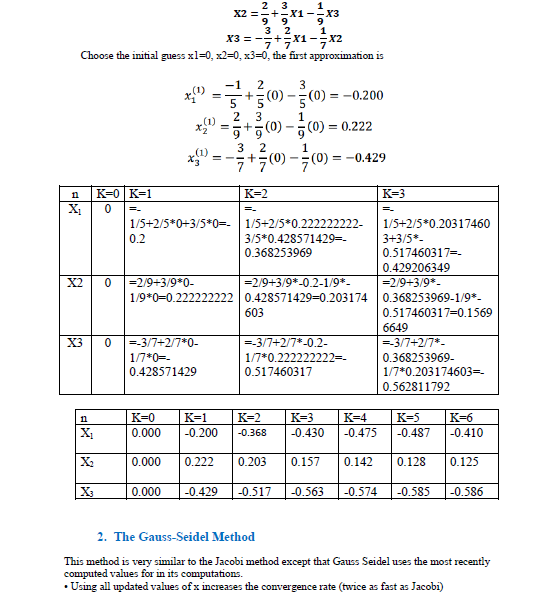 X2 = 2/9 + 3/9 X1 − 1/9 X3
X3 = − 3/7 + 2/7 X1 − 1/7 X2
Choose the initial guess x1=0, x2=0, x3=0, the first approximation is
x₁⁽¹⁾ = −1/5 + 2/5 (0) − 3/5 (0) = −0.200
x₂⁽¹⁾ = 2/9 + 3/9 (0) − 1/9 (0) = 0.222
x₃⁽¹⁾ = − 3/7 + 2/7 (0) − 1/7 (0) = −0.429
n K=0 K=1 K=2 K=3
X₁ 0 =- =- =-
1/5+2/5*0+3/5*0=- 1/5+2/5*0.222222222- 1/5+2/5*0.20317460
0.2 3/5*0.428571429=- 3+3/5*-
0.368253969 0.517460317=-
0.429206349
X2 0 =2/9+3/9*0- =2/9+3/9*-0.2-1/9*- =2/9+3/9*-
1/9*0=0.222222222 0.428571429=0.203174 0.368253969-1/9*-
603 0.517460317=0.1569
6649
X3 0 =-3/7+2/7*0- =-3/7+2/7*-0.2- =-3/7+2/7*-
1/7*0=- 1/7*0.222222222=- 0.368253969-
0.428571429 0.517460317 1/7*0.203174603=-
0.562811792
n K=0 K=1 K=2 K=3 K=4 K=5 K=6
X₁ 0.000 -0.200 -0.368 -0.430 -0.475 -0.487 -0.410
X₂ 0.000 0.222 0.203 0.157 0.142 0.128 0.125
X₃ 0.000 -0.429 -0.517 -0.563 -0.574 -0.585 -0.586
2. The Gauss-Seidel Method
This method is very similar to the Jacobi method except that Gauss Seidel uses the most recently
computed values for in its computations.
• Using all updated values of x increases the convergence rate (twice as fast as Jacobi)